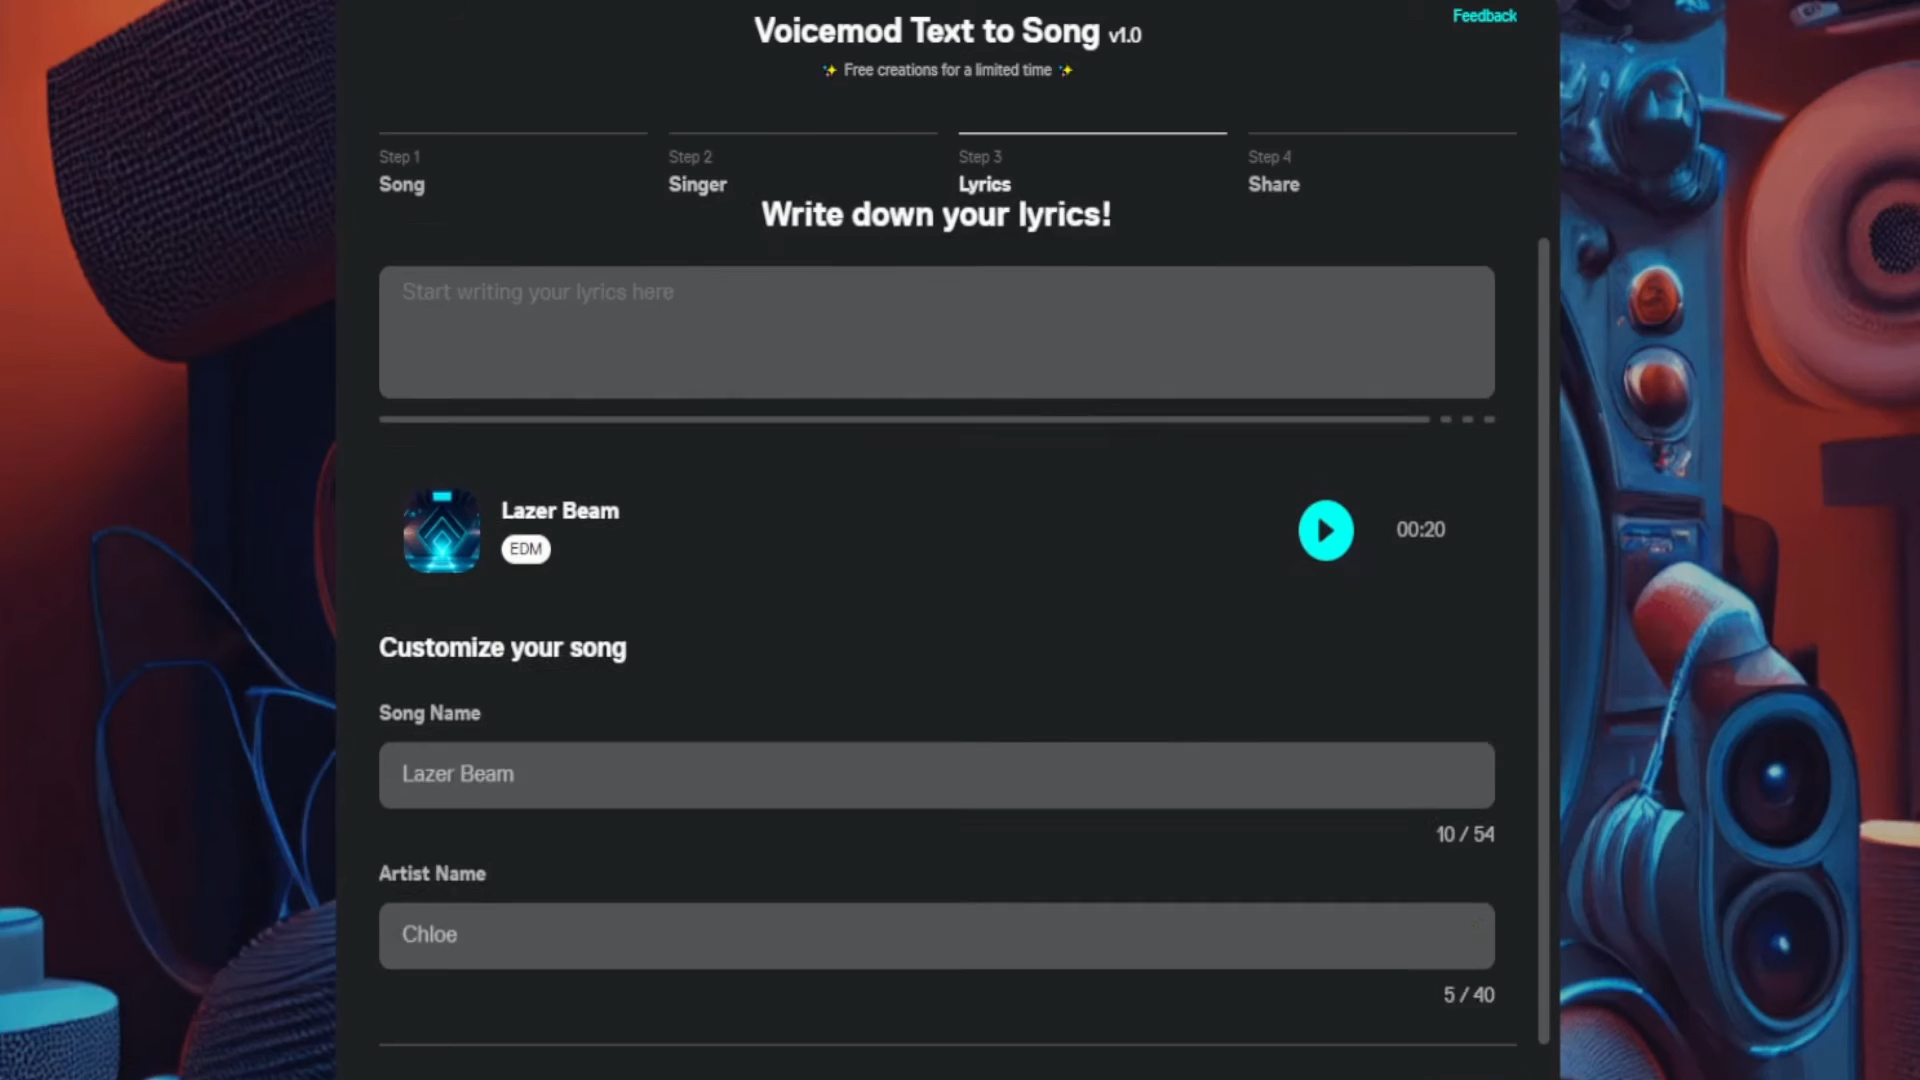 Feedback
Voicemod Text to Song v1.0
✨ Free creations for a limited time ✨
Step 1
Song
Step 2
Singer
Step 3
Lyrics
Step 4
Share
Write down your lyrics!
Start writing your lyrics here
Lazer Beam
EDM
00:20
Customize your song
Song Name
Lazer Beam
10 / 54
Artist Name
Chloe
5 / 40